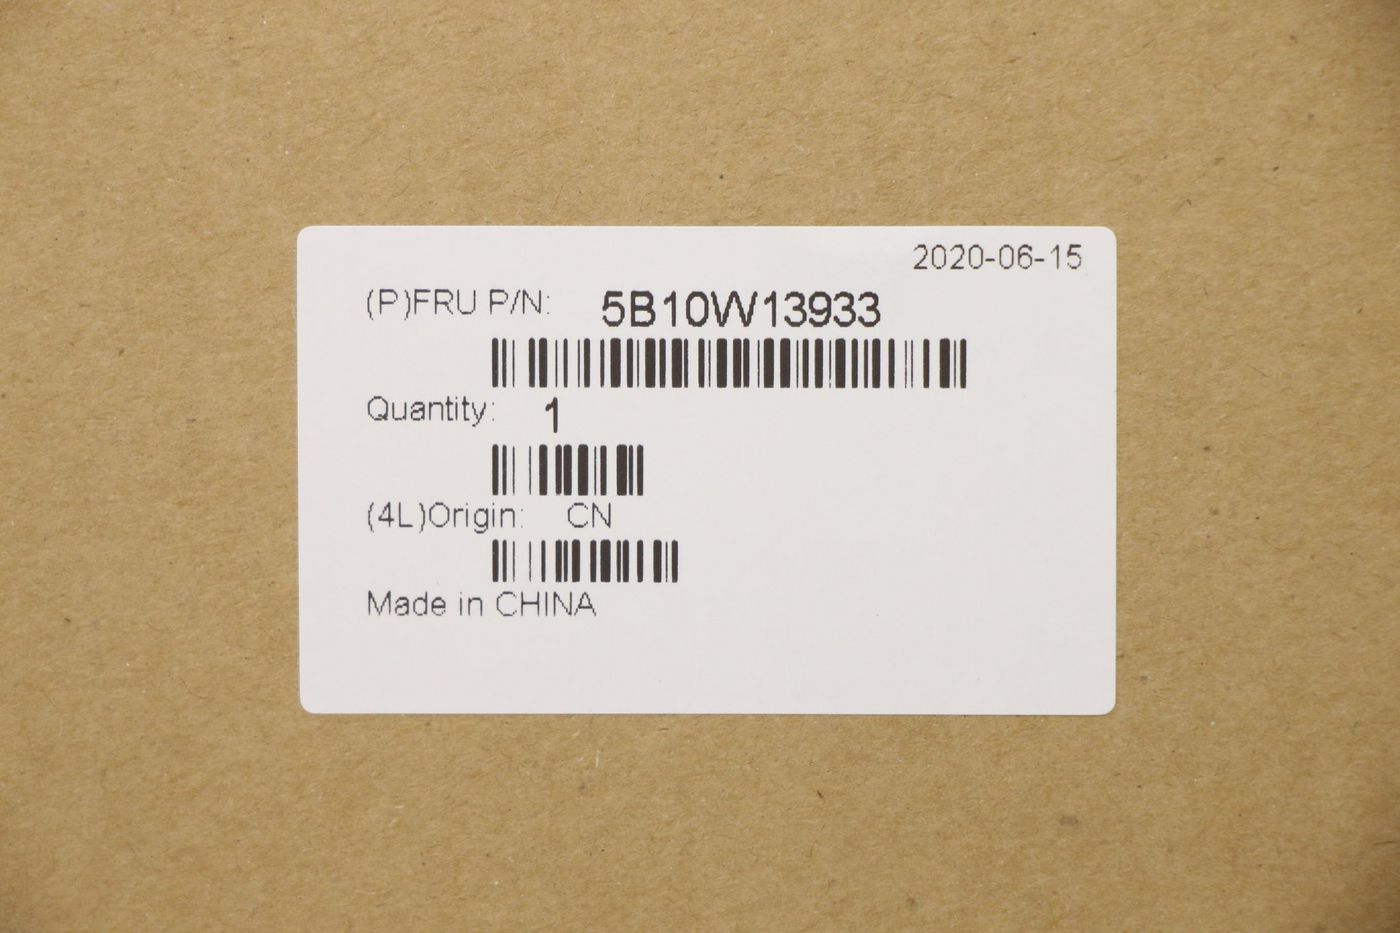 2020-06-15
(P)FRU P/N: 5B10W13933
Quantity: 1
(4L)Origin: CN
Made in CHINA